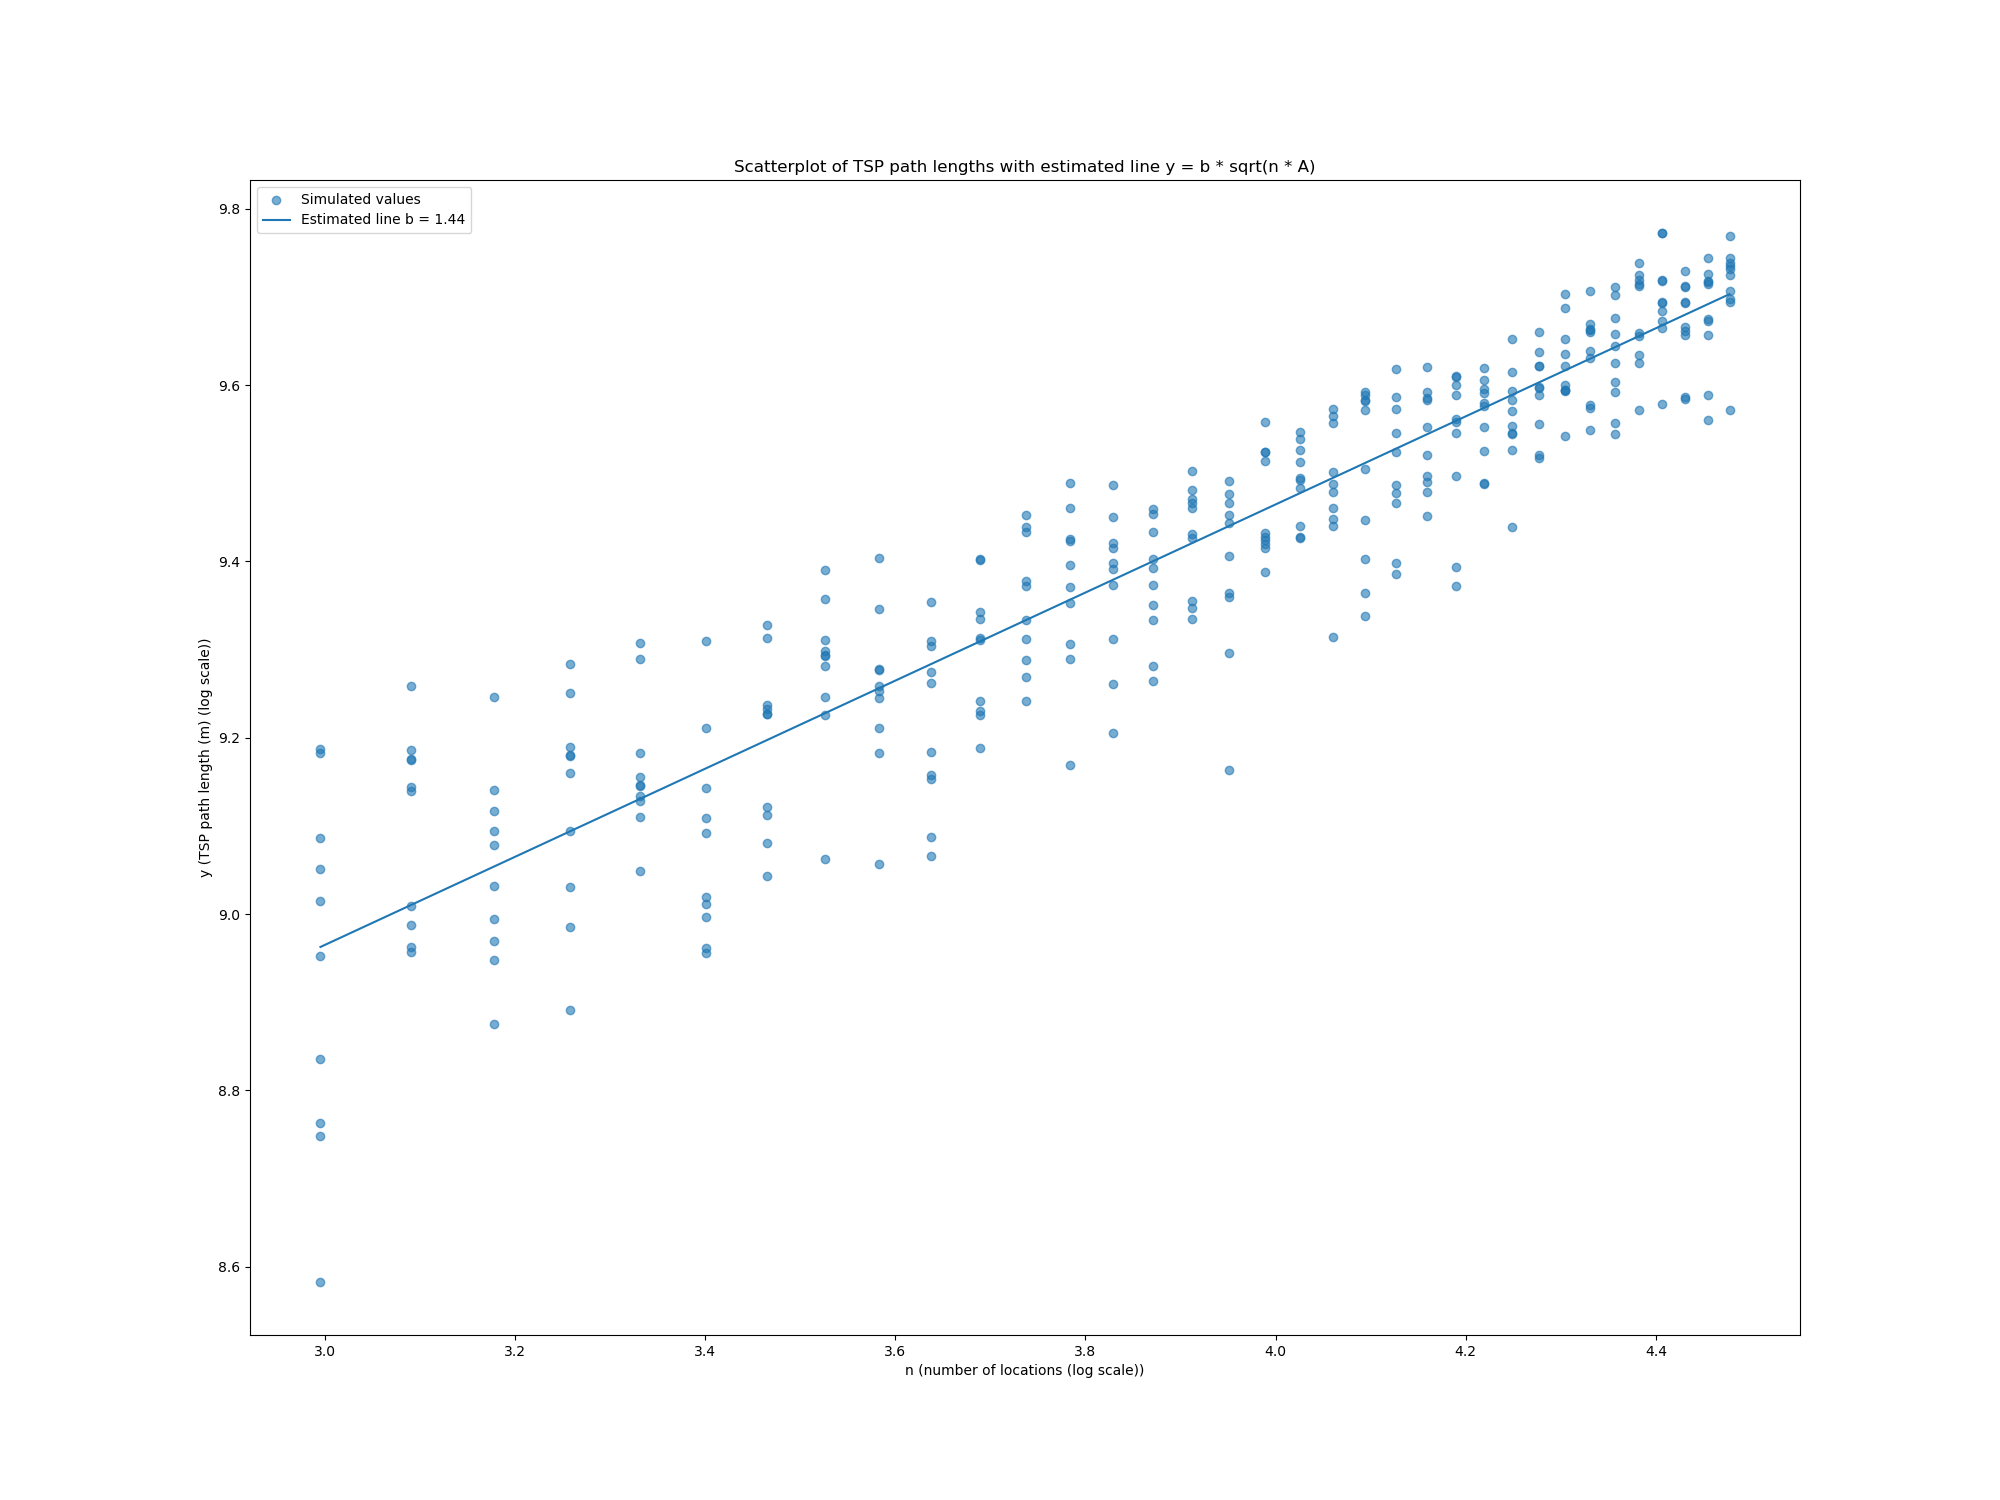 Scatterplot of TSP path lengths with estimated line y = b * sqrt(n * A)
Simulated values
Estimated line b = 1.44
9.8
9.6
9.4
9.2
9.0
8.8
8.6
y (TSP path length (m) (log scale))
3.0 3.2 3.4 3.6 3.8 4.0 4.2 4.4
n (number of locations (log scale))